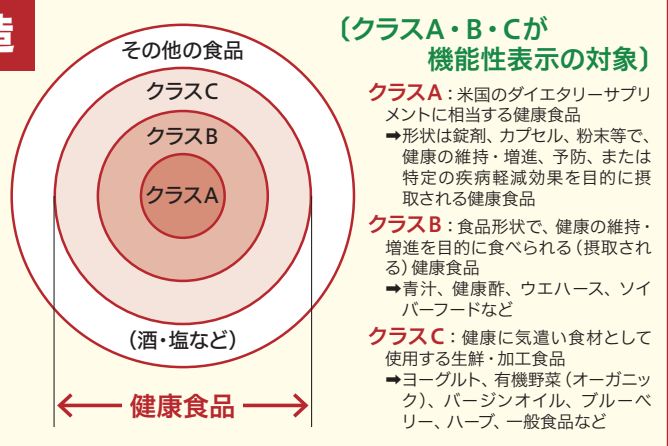 造
その他の食品
クラスC
クラスB
クラスA
(酒・塩など)
健康食品
〔クラスA・B・Cが
機能性表示の対象〕
クラスA：米国のダイエタリーサプリ
メントに相当する健康食品
➡形状は錠剤、カプセル、粉末等で、
健康の維持・増進、予防、または
特定の疾病軽減効果を目的に摂
取される健康食品
クラスB：食品形状で、健康の維持・
増進を目的に食べられる（摂取され
る）健康食品
➡青汁、健康酢、ウエハース、ソイ
バーフードなど
クラスC：健康に気遣い食材として
使用する生鮮・加工食品
➡ヨーグルト、有機野菜（オーガニッ
ク）、バージンオイル、ブルーベ
リー、ハーブ、一般食品など